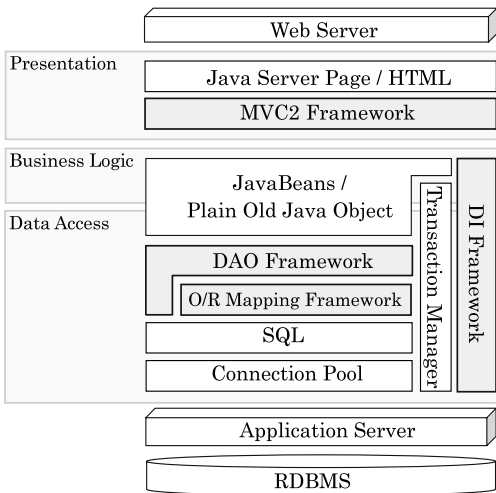 Web Server
Presentation
Java Server Page / HTML
MVC2 Framework
Business Logic
JavaBeans /
Plain Old Java Object
Data Access
DAO Framework
O/R Mapping Framework
SQL
Connection Pool
Transaction Manager
DI Framework
Application Server
RDBMS